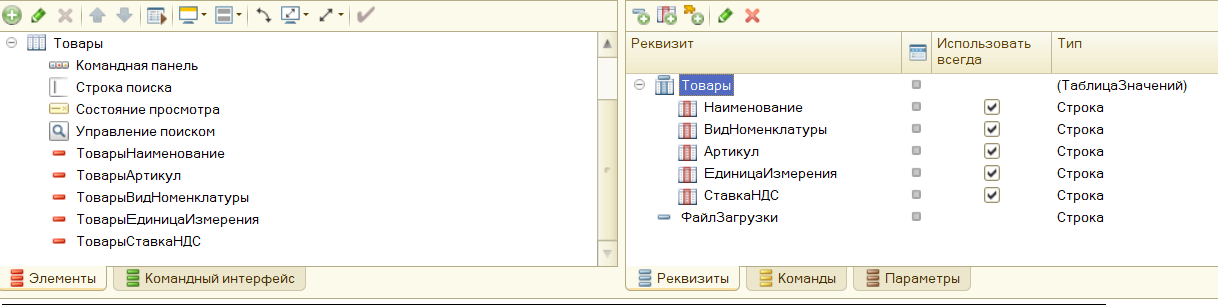 Товары
Командная панель
Строка поиска
Состояние просмотра
Управление поиском
ТоварыНаименование
ТоварыАртикул
ТоварыВидНоменклатуры
ТоварыЕдиницаИзмерения
ТоварыСтавкаНДС
Элементы Командный интерфейс
Реквизит Использовать всегда Тип
Товары (ТаблицаЗначений)
Наименование Строка
ВидНоменклатуры Строка
Артикул Строка
ЕдиницаИзмерения Строка
СтавкаНДС Строка
ФайлЗагрузки Строка
Реквизиты Команды Параметры